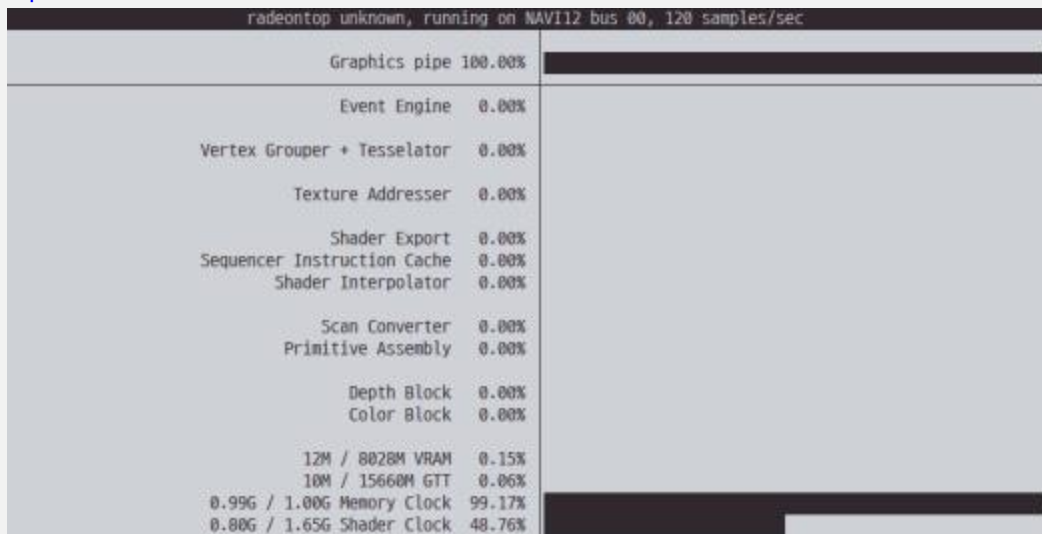 radeontop unknown, running on NAVI12 bus 00, 120 samples/sec
Graphics pipe 100.00%
Event Engine 0.00%
Vertex Grouper + Tesselator 0.00%
Texture Addresser 0.00%
Shader Export 0.00%
Sequencer Instruction Cache 0.00%
Shader Interpolator 0.00%
Scan Converter 0.00%
Primitive Assembly 0.00%
Depth Block 0.00%
Color Block 0.00%
12M / 8028M VRAM 0.15%
10M / 15660M GTT 0.06%
0.99G / 1.00G Memory Clock 99.17%
0.80G / 1.65G Shader Clock 48.76%